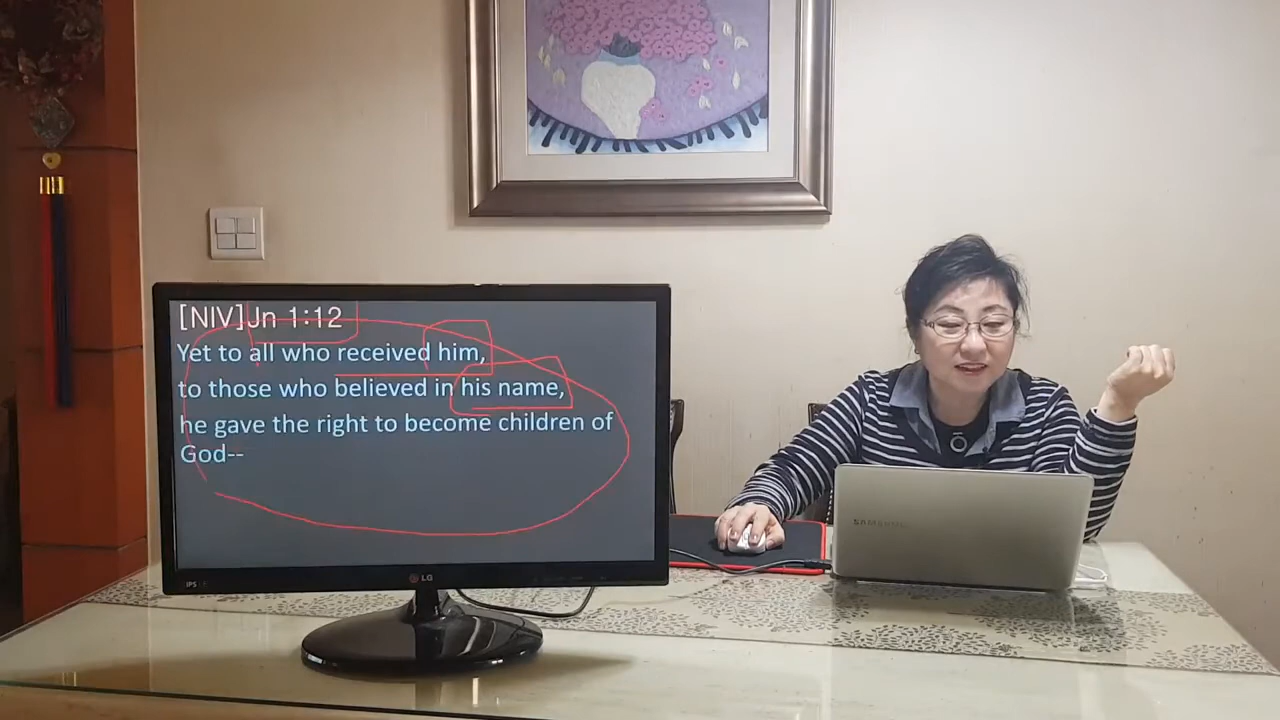 [NIV]Jn 1:12
Yet to all who received him,
to those who believed in his name,
he gave the right to become children of
God--
IPS
LG
SAMSUNG